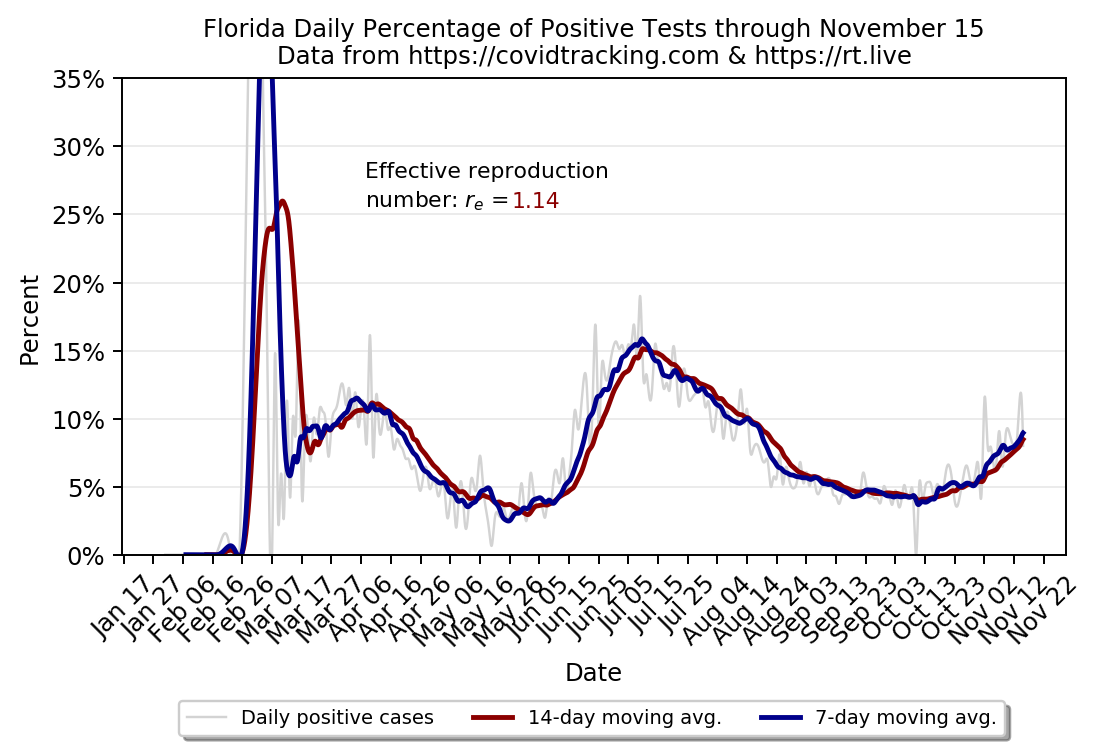 Florida Daily Percentage of Positive Tests through November 15
Data from https://covidtracking.com & https://rt.live
35%
30%
25%
20%
15%
10%
5%
0%
Percent
Effective reproduction
number: rₑ = 1.14
Jan 17
Jan 27
Feb 06
Feb 16
Feb 26
Mar 07
Mar 17
Mar 27
Apr 06
Apr 16
Apr 26
May 06
May 16
May 26
Jun 05
Jun 15
Jun 25
Jul 05
Jul 15
Jul 25
Aug 04
Aug 14
Aug 24
Sep 03
Sep 13
Sep 23
Oct 03
Oct 13
Oct 23
Nov 02
Nov 12
Nov 22
Date
Daily positive cases
14-day moving avg.
7-day moving avg.